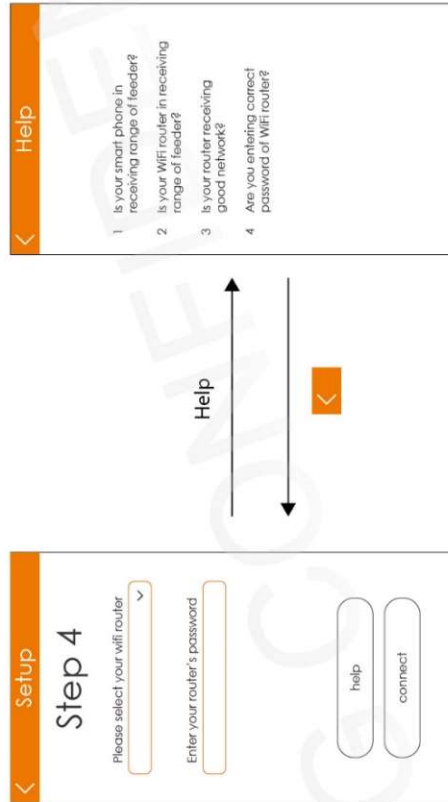 Setup
Step 4
Please select your wifi router
Enter your router's password
help
connect
Help
Help
1 Is your smart phone in
receiving range of feeder?
2 Is your WiFi router in receiving
range of feeder?
3 Is your router receiving
good network?
4 Are you entering correct
password of WiFi router?